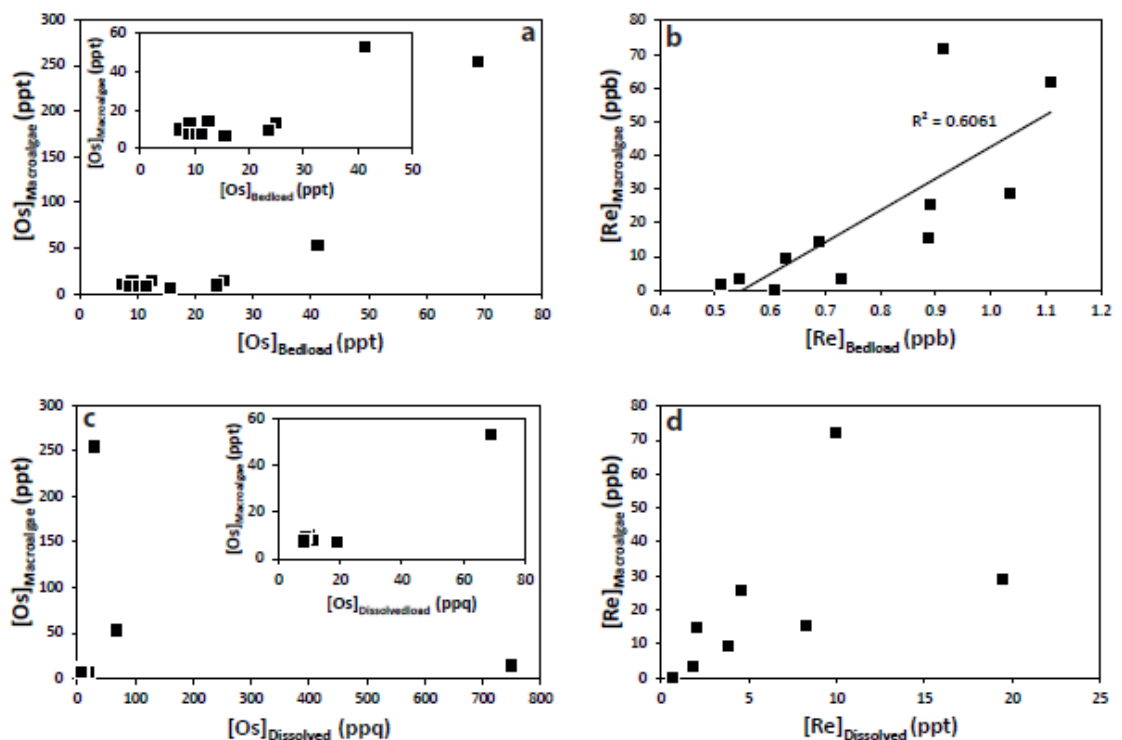 a
300
250
200
150
100
50
0
[Os]Macroalgae (ppt)
0 10 20 30 40 50 60 70 80
[Os]Bedload (ppt)
60
40
20
0
[Os]Macroalgae (ppt)
0 10 20 30 40 50
[Os]Bedload (ppt)
b
80
70
60
50
40
30
20
10
0
[Re]Macroalgae (ppb)
R² = 0.6061
0.4 0.5 0.6 0.7 0.8 0.9 1.0 1.1 1.2
[Re]Bedload (ppb)
c
300
250
200
150
100
50
0
[Os]Macroalgae (ppt)
0 100 200 300 400 500 600 700 800
[Os]Dissolved (ppq)
60
40
20
0
[Os]Macroalgae (ppt)
0 20 40 60 80
[Os]Dissolvedload (ppq)
d
80
70
60
50
40
30
20
10
0
[Re]Macroalgae (ppb)
0 5 10 15 20 25
[Re]Dissolved (ppt)